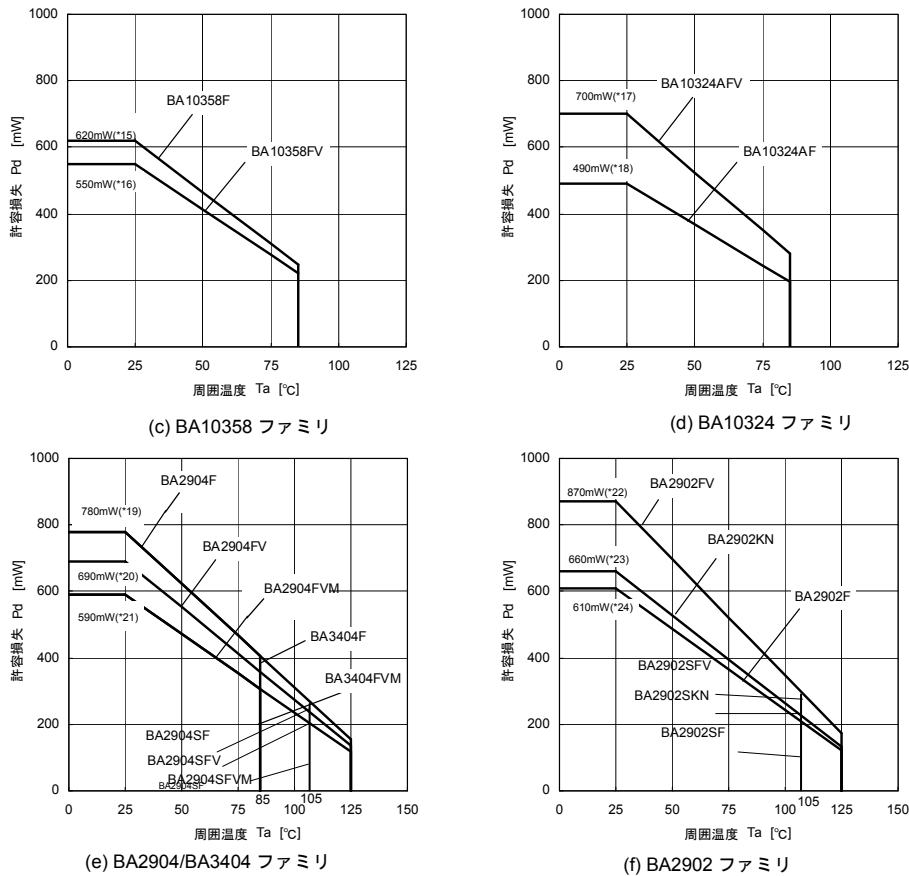 1000
800
600
400
200
0
許容損失 Pd [mW]
BA10358F
620mW(*15)
BA10358FV
550mW(*16)
0 25 50 75 100 125
周囲温度 Ta [°C]
(c) BA10358 ファミリ
1000
800
600
400
200
0
許容損失 Pd [mW]
BA10324AFV
700mW(*17)
BA10324AF
490mW(*18)
0 25 50 75 100 125
周囲温度 Ta [°C]
(d) BA10324 ファミリ
1000
800
600
400
200
0
許容損失 Pd [mW]
BA2904F
780mW(*19)
BA2904FV
690mW(*20)
BA2904FVM
590mW(*21)
BA3404F
BA3404FVM
BA2904SF
BA2904SFV
BA2904SFVM
BA2904SF
85 105
0 25 50 75 100 125 150
周囲温度 Ta [°C]
(e) BA2904/BA3404 ファミリ
1000
800
600
400
200
0
許容損失 Pd [mW]
BA2902FV
870mW(*22)
BA2902KN
660mW(*23)
BA2902F
610mW(*24)
BA2902SFV
BA2902SKN
BA2902SF
105
0 25 50 75 100 125 150
周囲温度 Ta [°C]
(f) BA2902 ファミリ